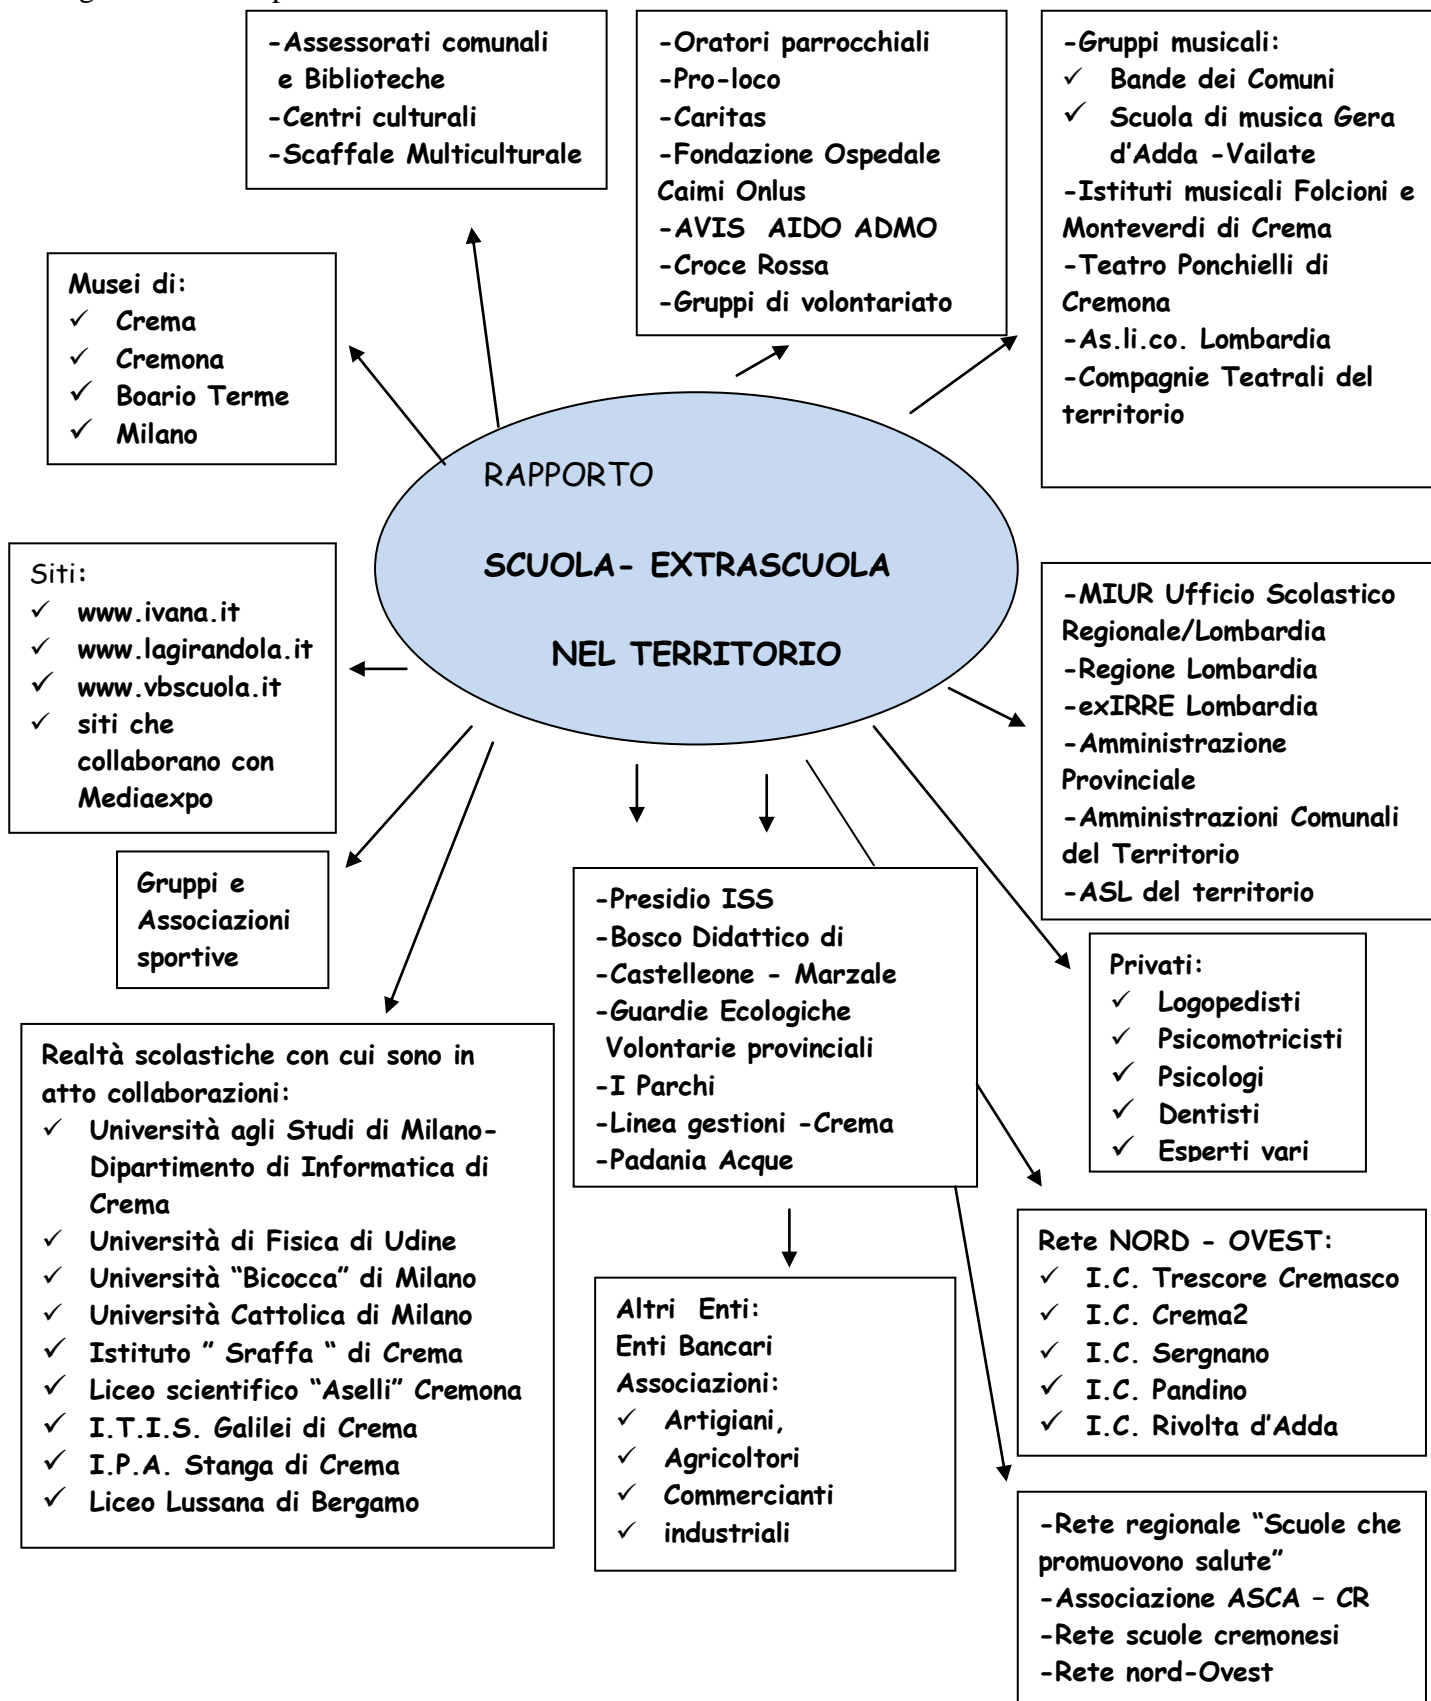 -Assessorati comunali
e Biblioteche
-Centri culturali
-Scaffale Multiculturale
-Oratori parrocchiali
-Pro-loco
-Caritas
-Fondazione Ospedale
Caimi Onlus
-AVIS  AIDO ADMO
-Croce Rossa
-Gruppi di volontariato
-Gruppi musicali:
✓ Bande dei Comuni
✓ Scuola di musica Gera
d'Adda -Vailate
-Istituti musicali Folcioni e
Monteverdi di Crema
-Teatro Ponchielli di
Cremona
-As.li.co. Lombardia
-Compagnie Teatrali del
territorio
Musei di:
✓ Crema
✓ Cremona
✓ Boario Terme
✓ Milano
RAPPORTO
SCUOLA- EXTRASCUOLA
NEL TERRITORIO
Siti:
✓ www.ivana.it
✓ www.lagirandola.it
✓ www.vbscuola.it
✓ siti che
collaborano con
Mediaexpo
-MIUR Ufficio Scolastico
Regionale/Lombardia
-Regione Lombardia
-exIRRE Lombardia
-Amministrazione
Provinciale
-Amministrazioni Comunali
del Territorio
-ASL del territorio
Gruppi e
Associazioni
sportive
-Presidio ISS
-Bosco Didattico di
-Castelleone - Marzale
-Guardie Ecologiche
Volontarie provinciali
-I Parchi
-Linea gestioni -Crema
-Padania Acque
Privati:
✓ Logopedisti
✓ Psicomotricisti
✓ Psicologi
✓ Dentisti
✓ Esperti vari
Realtà scolastiche con cui sono in
atto collaborazioni:
✓ Università agli Studi di Milano-
Dipartimento di Informatica di
Crema
✓ Università di Fisica di Udine
✓ Università “Bicocca” di Milano
✓ Università Cattolica di Milano
✓ Istituto ” Sraffa “ di Crema
✓ Liceo scientifico “Aselli” Cremona
✓ I.T.I.S. Galilei di Crema
✓ I.P.A. Stanga di Crema
✓ Liceo Lussana di Bergamo
Altri  Enti:
Enti Bancari
Associazioni:
✓ Artigiani,
✓ Agricoltori
✓ Commercianti
✓ industriali
Rete NORD - OVEST:
✓ I.C. Trescore Cremasco
✓ I.C. Crema2
✓ I.C. Sergnano
✓ I.C. Pandino
✓ I.C. Rivolta d'Adda
-Rete regionale “Scuole che
promuovono salute”
-Associazione ASCA – CR
-Rete scuole cremonesi
-Rete nord-Ovest